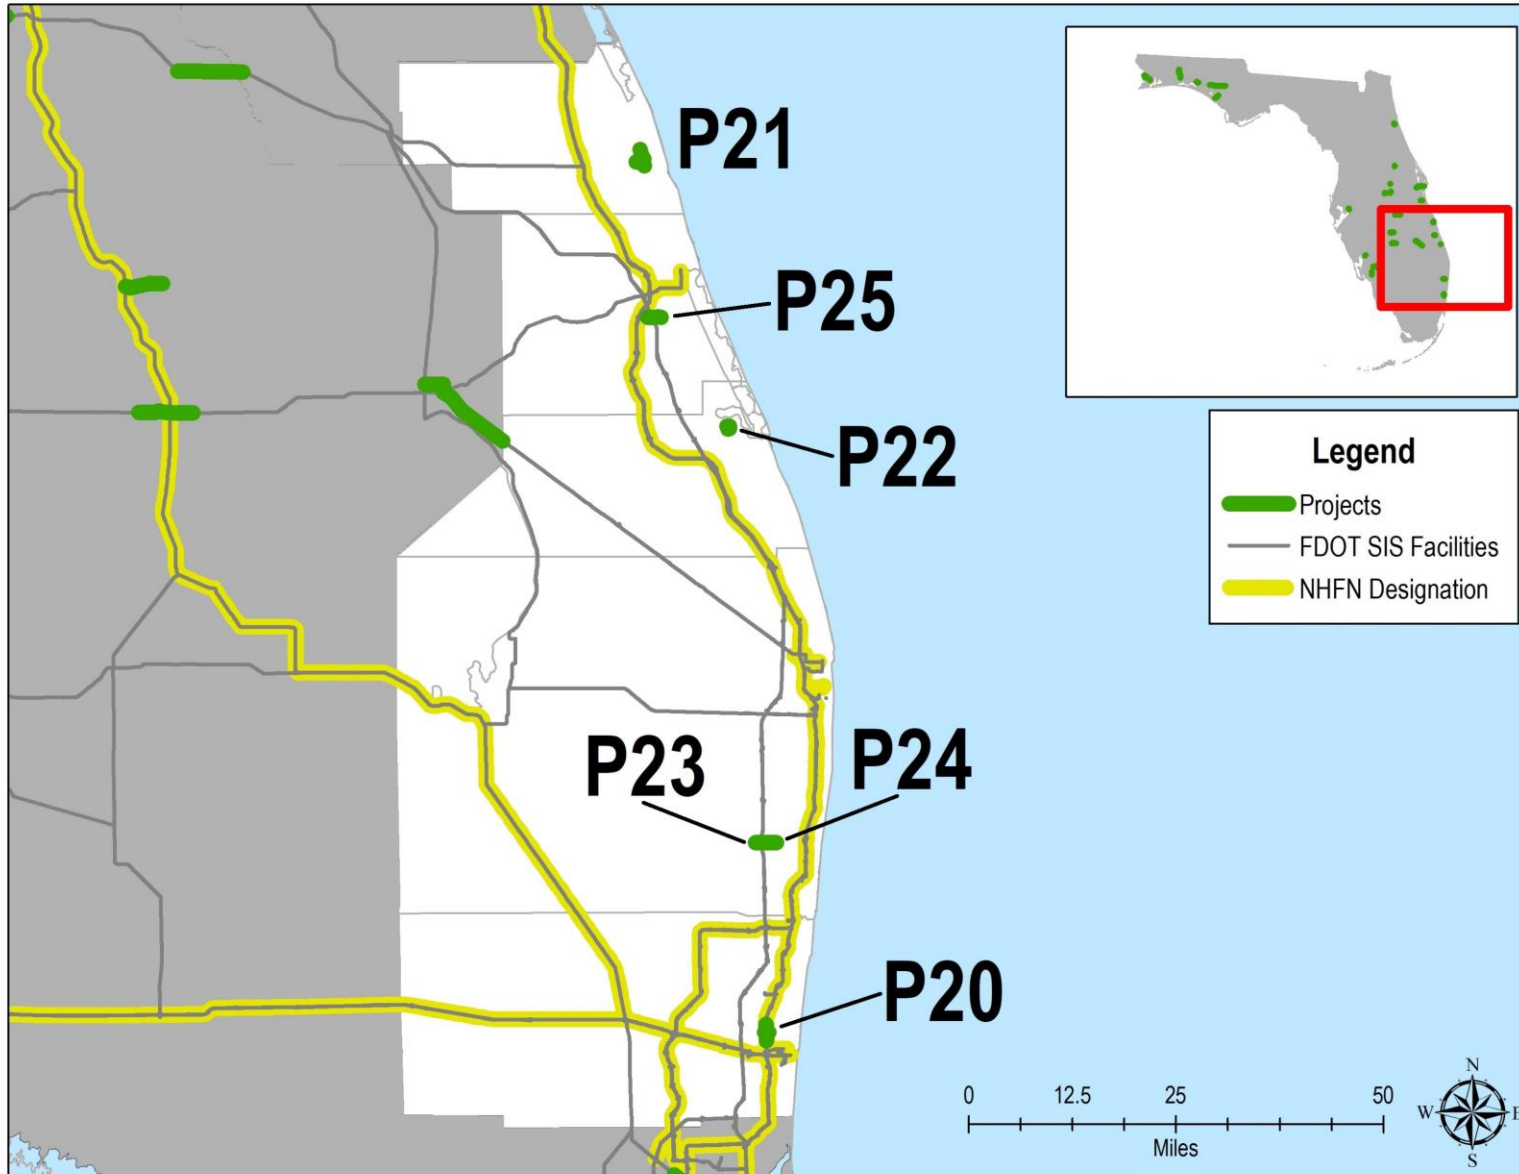 P21
P25
P22
P23
P24
P20
Legend
Projects
FDOT SIS Facilities
NHFN Designation
0 12.5 25 50
Miles
N
W E
S